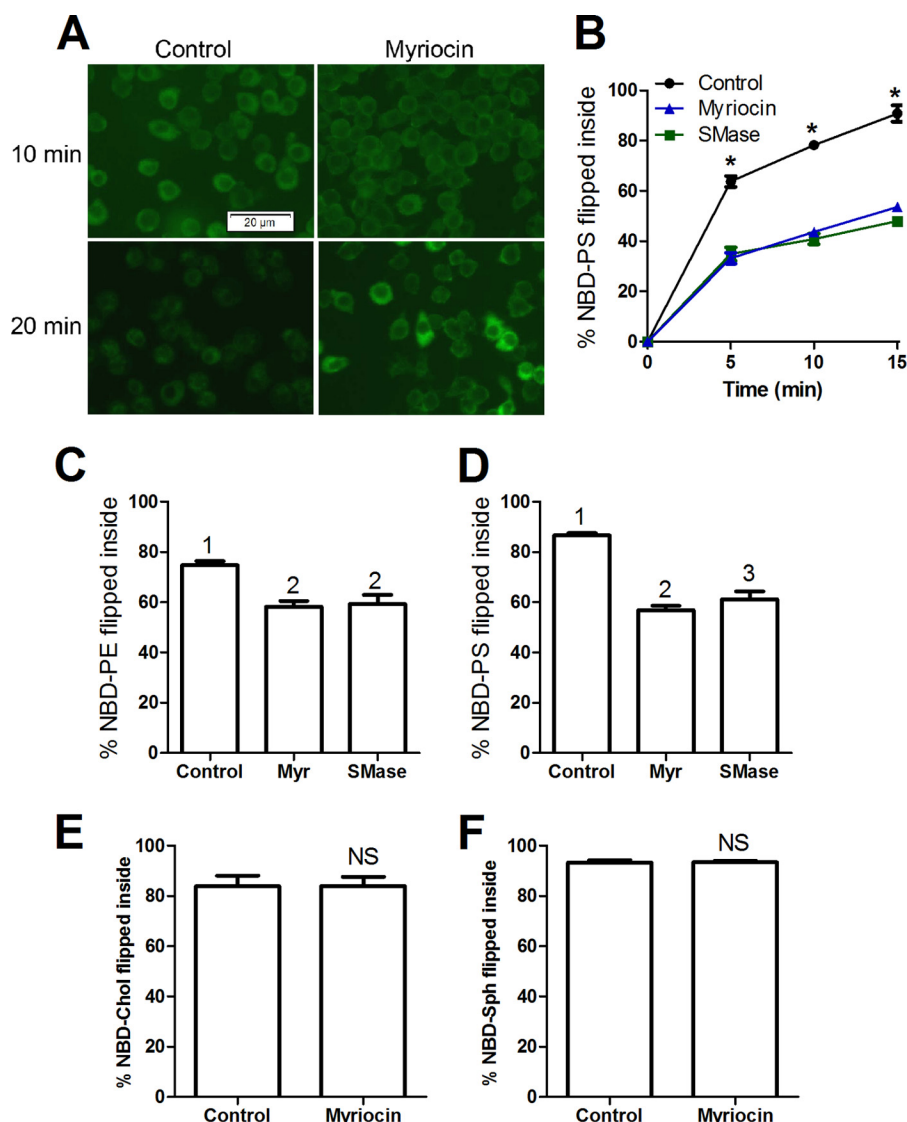 A
Control
Myriocin
10 min
20 µm
20 min
B
Control
Myriocin
SMase
% NBD-PS flipped inside
100
80
60
40
20
0
*
*
*
0
5
10
15
Time (min)
C
% NBD-PE flipped inside
100
80
60
40
20
0
1
2
2
Control
Myr
SMase
D
% NBD-PS flipped inside
100
80
60
40
20
0
1
2
3
Control
Myr
SMase
E
% NBD-Chol flipped inside
100
80
60
40
20
0
NS
Control
Myriocin
F
% NBD-Sph flipped inside
100
80
60
40
20
0
NS
Control
Myriocin